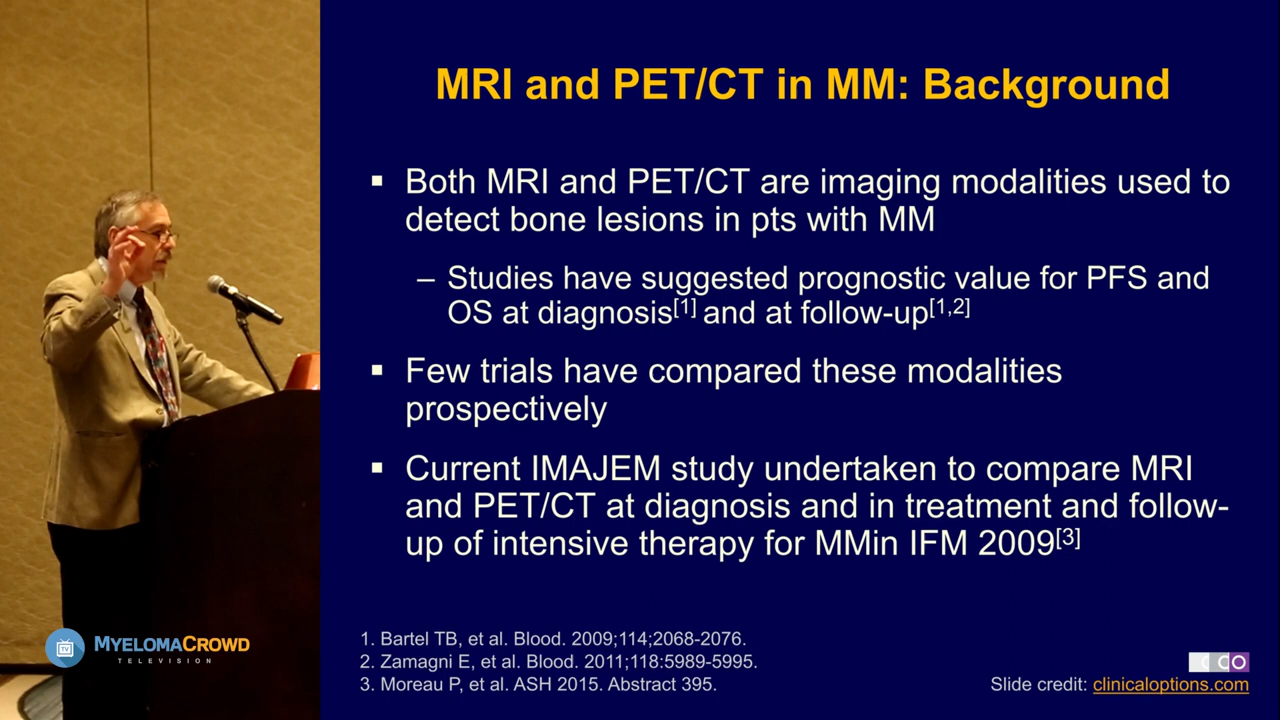 MRI and PET/CT in MM: Background
▪ Both MRI and PET/CT are imaging modalities used to
detect bone lesions in pts with MM
– Studies have suggested prognostic value for PFS and
OS at diagnosis[1] and at follow-up[1,2]
▪ Few trials have compared these modalities
prospectively
▪ Current IMAJEM study undertaken to compare MRI
and PET/CT at diagnosis and in treatment and follow-
up of intensive therapy for MMin IFM 2009[3]
1. Bartel TB, et al. Blood. 2009;114;2068-2076.
2. Zamagni E, et al. Blood. 2011;118:5989-5995.
3. Moreau P, et al. ASH 2015. Abstract 395.
CCO
Slide credit: clinicaloptions.com
TV
MYELOMACROWD
TELEVISION